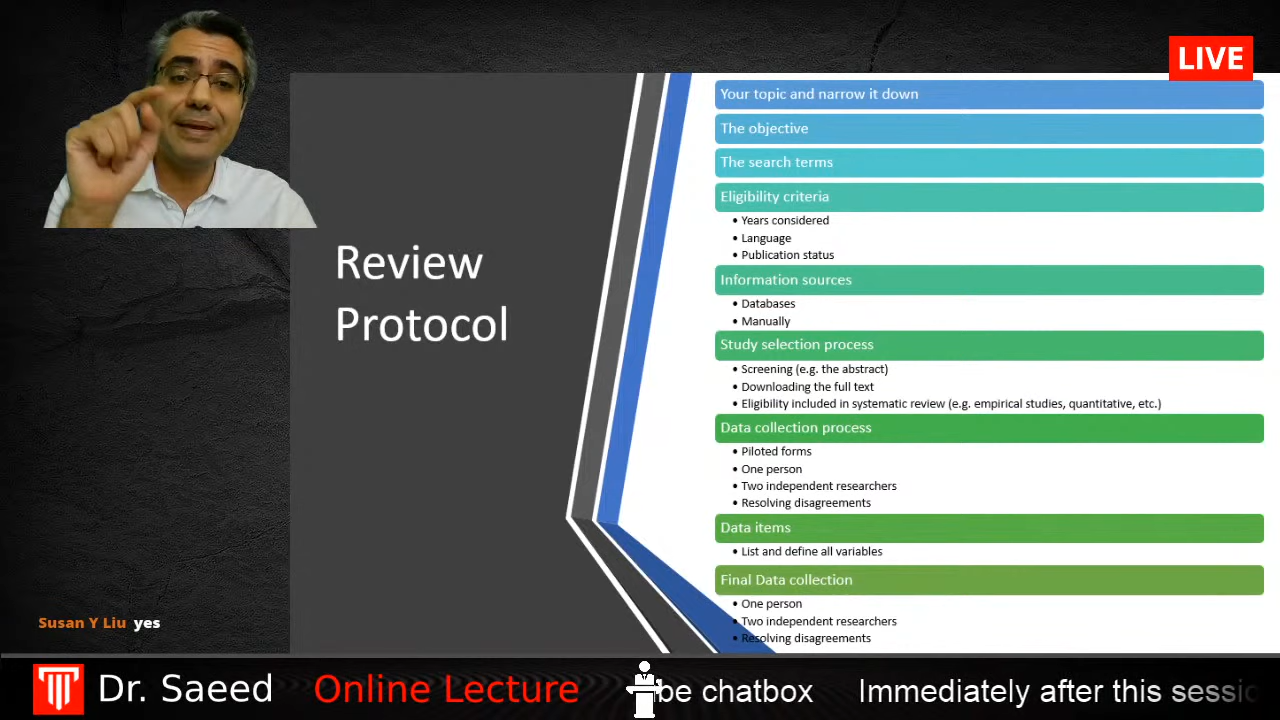 LIVE
Review
Protocol
Your topic and narrow it down
The objective
The search terms
Eligibility criteria
• Years considered
• Language
• Publication status
Information sources
• Databases
• Manually
Study selection process
• Screening (e.g. the abstract)
• Downloading the full text
• Eligibility included in systematic review (e.g. empirical studies, quantitative, etc.)
Data collection process
• Piloted forms
• One person
• Two independent researchers
• Resolving disagreements
Data items
• List and define all variables
Final Data collection
• One person
• Two independent researchers
• Resolving disagreements
Susan Y Liu yes
Dr. Saeed Online Lecture be chatbox Immediately after this sessio